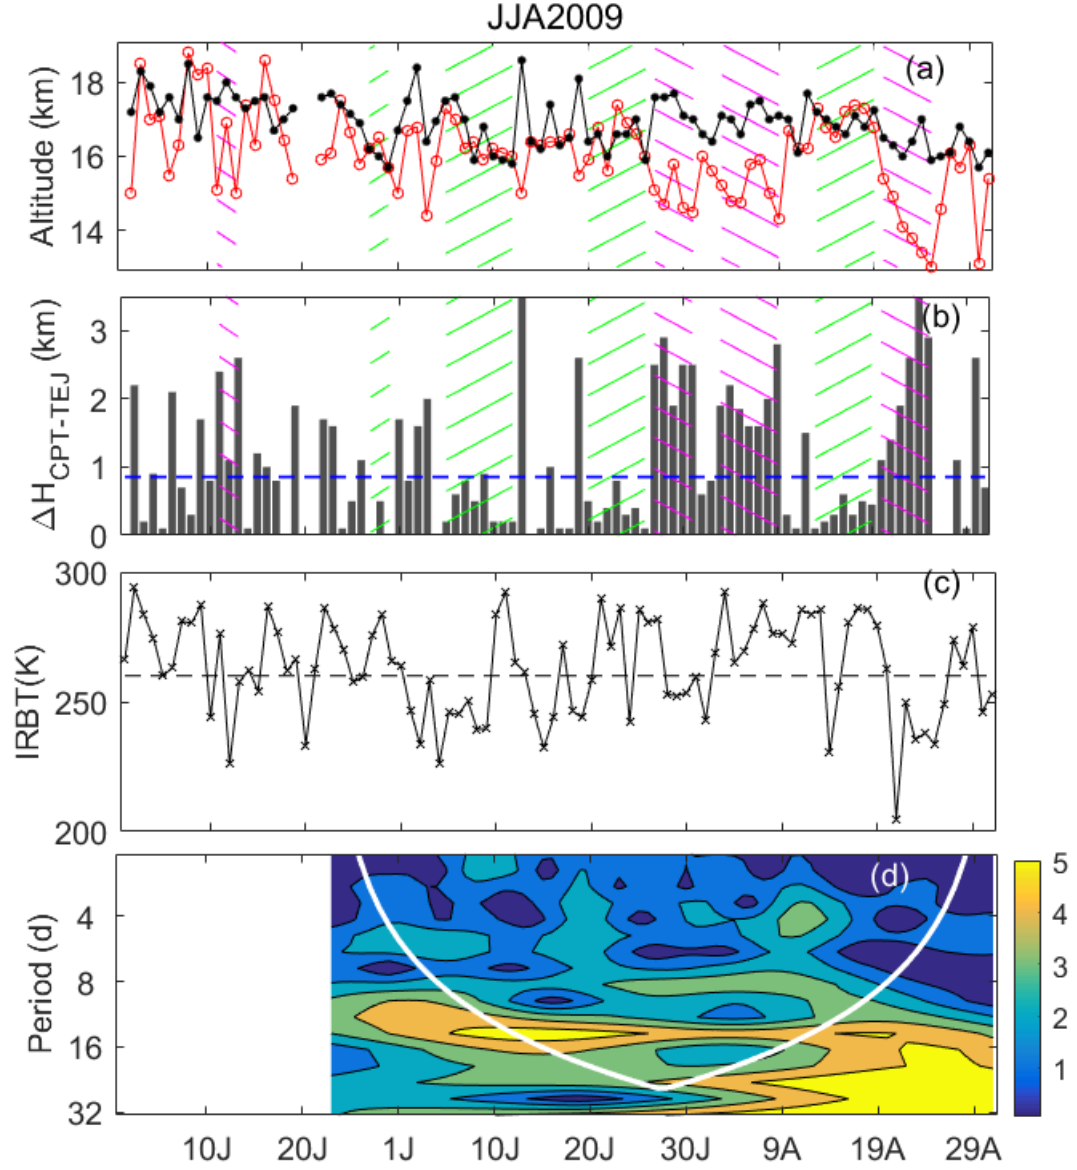 JJA2009
(a)
Altitude (km)
18
16
14
(b)
ΔH_CPT-TEJ (km)
3
2
1
0
(c)
IRBT(K)
300
250
200
(d)
Period (d)
4
8
16
32
5
4
3
2
1
10J 20J 1J 10J 20J 30J 9A 19A 29A